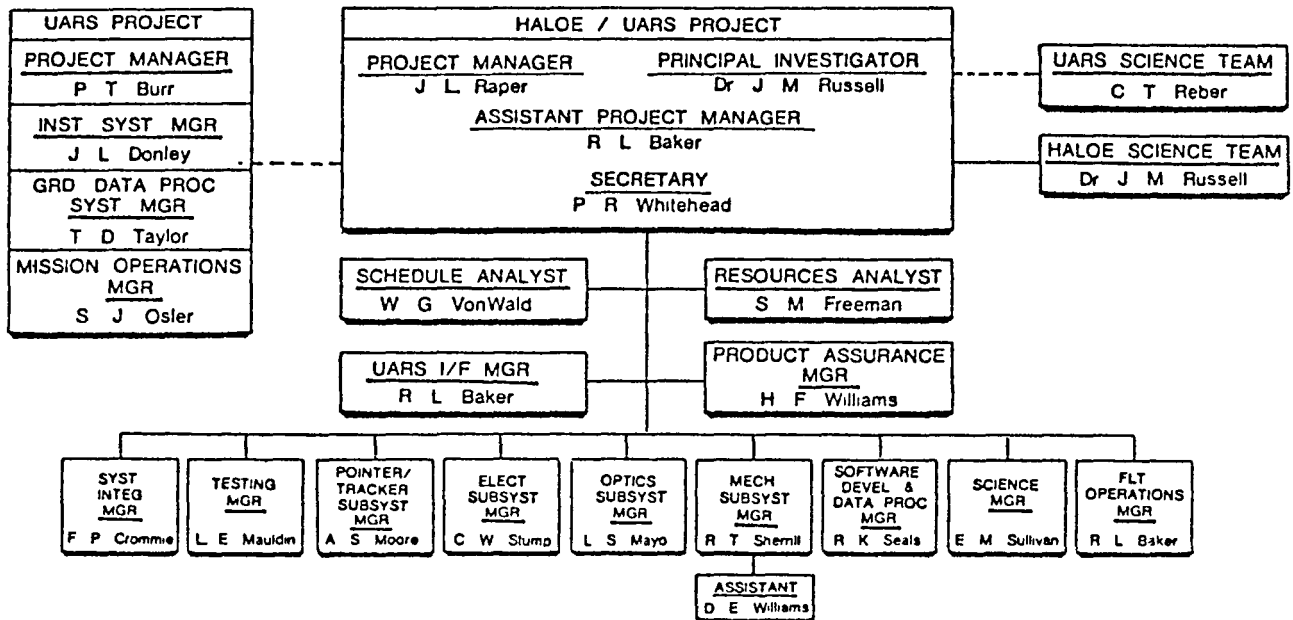 UARS PROJECT
PROJECT MANAGER
P T Burr
INST SYST MGR
J L Donley
GRD DATA PROC
SYST MGR
T D Taylor
MISSION OPERATIONS
MGR
S J Osler
HALOE / UARS PROJECT
PROJECT MANAGER
J L Raper
PRINCIPAL INVESTIGATOR
Dr J M Russell
ASSISTANT PROJECT MANAGER
R L Baker
SECRETARY
P R Whitehead
UARS SCIENCE TEAM
C T Reber
HALOE SCIENCE TEAM
Dr J M Russell
SCHEDULE ANALYST
W G VonWald
RESOURCES ANALYST
S M Freeman
UARS I/F MGR
R L Baker
PRODUCT ASSURANCE
MGR
H F Williams
SYST
INTEG
MGR
F P Crommie
TESTING
MGR
L E Mauldin
POINTER/
TRACKER
SUBSYST
MGR
A S Moore
ELECT
SUBSYST
MGR
C W Stump
OPTICS
SUBSYST
MGR
L S Mayo
MECH
SUBSYST
MGR
R T Sherrill
ASSISTANT
D E Williams
SOFTWARE
DEVEL &
DATA PROC
MGR
R K Seals
SCIENCE
MGR
E M Sullivan
FLT
OPERATIONS
MGR
R L Baker